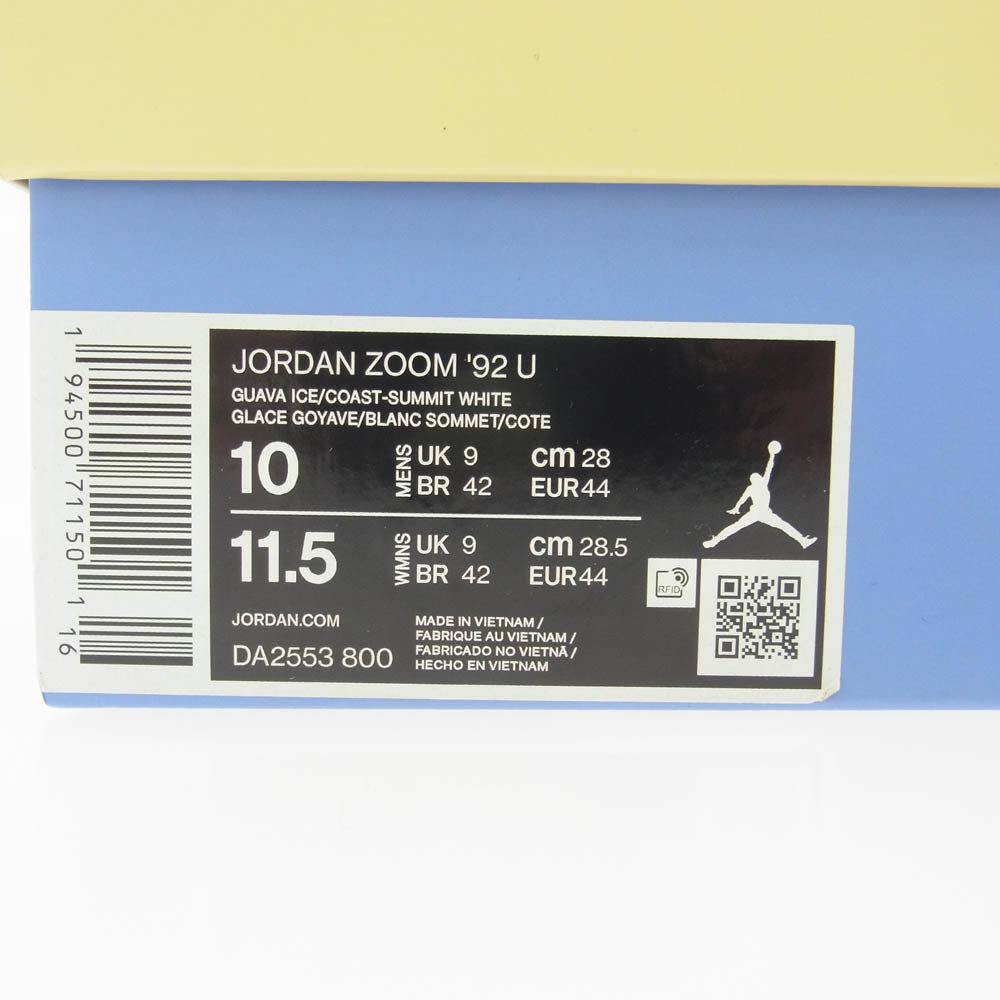 JORDAN ZOOM '92 U
GUAVA ICE/COAST-SUMMIT WHITE
GLACE GOYAVE/BLANC SOMMET/COTE
10 MENS UK 9 cm 28
BR 42 EUR 44
11.5 WMNS UK 9 cm 28.5
BR 42 EUR 44
JORDAN.COM
DA2553 800
MADE IN VIETNAM /
FABRIQUE AU VIETNAM /
FABRICADO NO VIETNÃ /
HECHO EN VIETNAM
RFID
1 94500 71150 1 16